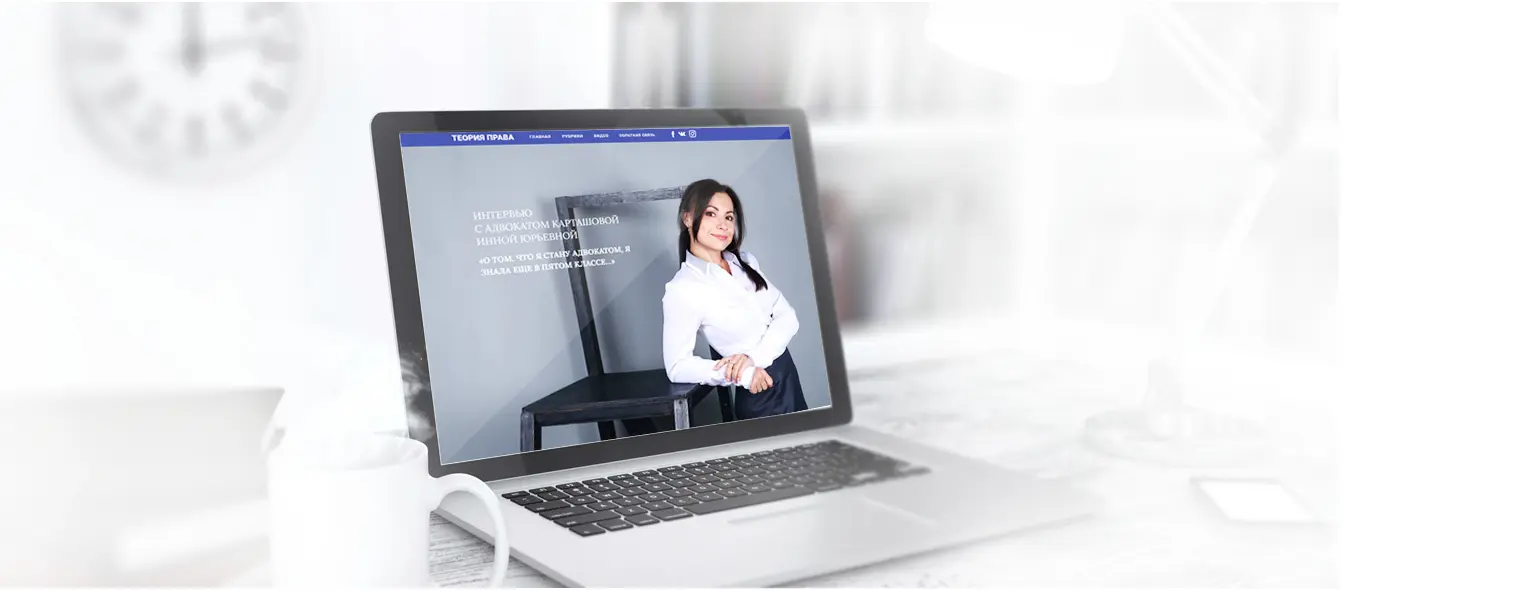 ТЕОРИЯ ПРАВА ГЛАВНАЯ РУБРИКИ ВИДЕО ОБРАТНАЯ СВЯЗЬ
ИНТЕРВЬЮ
С АДВОКАТОМ КАРТАШОВОЙ
ИННОЙ ЮРЬЕВНОЙ
«О ТОМ, ЧТО Я СТАНУ АДВОКАТОМ, Я
ЗНАЛА ЕЩЕ В ПЯТОМ КЛАССЕ...»